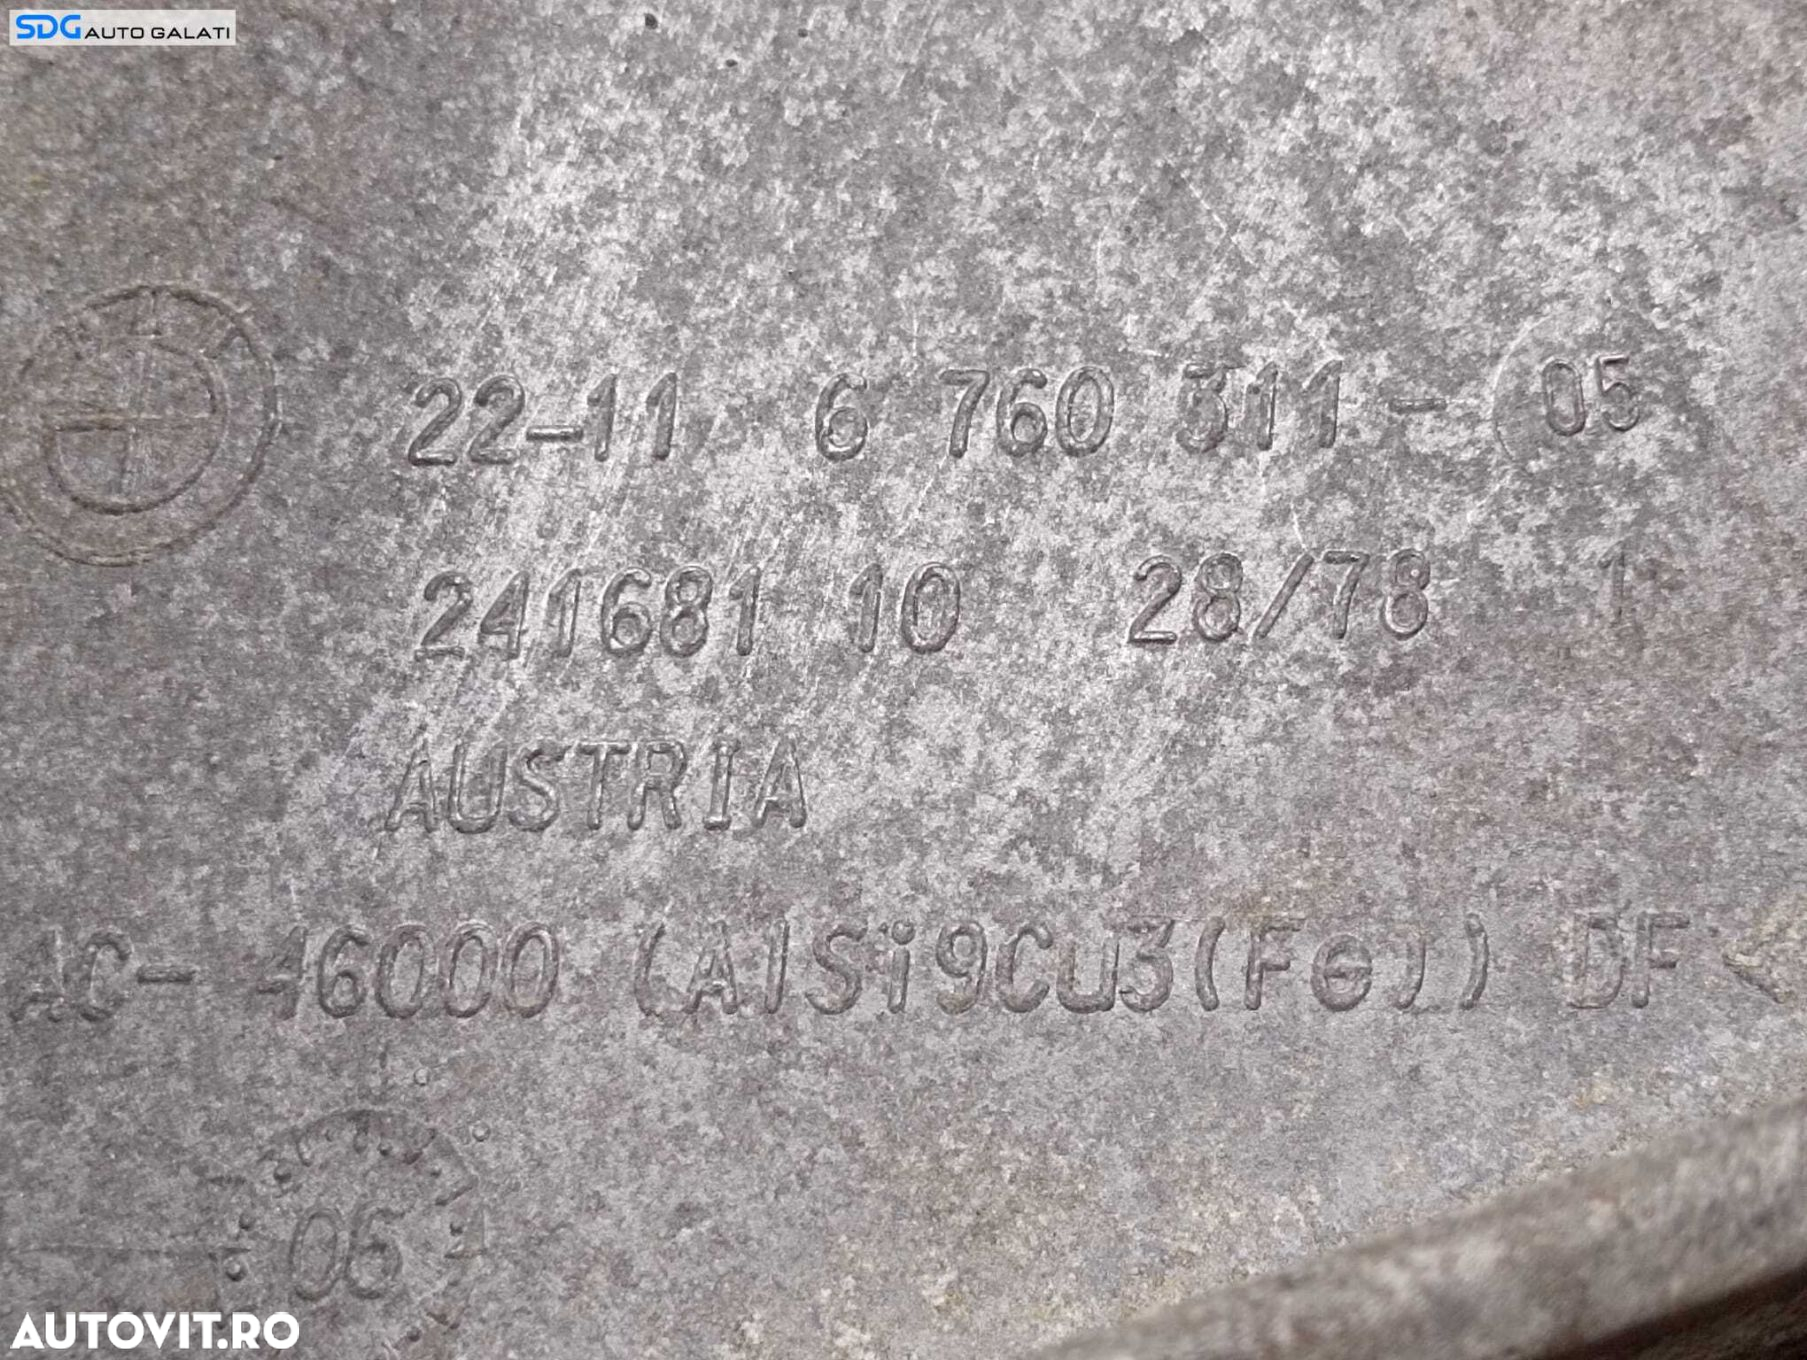 SDG AUTO GALATI
22-11 6 760 311 - 05
241681 10 28/78 1
AUSTRIA
AC- 46000 (AlSi9Cu3(Fe)) DF <
06
AUTOVIT.RO